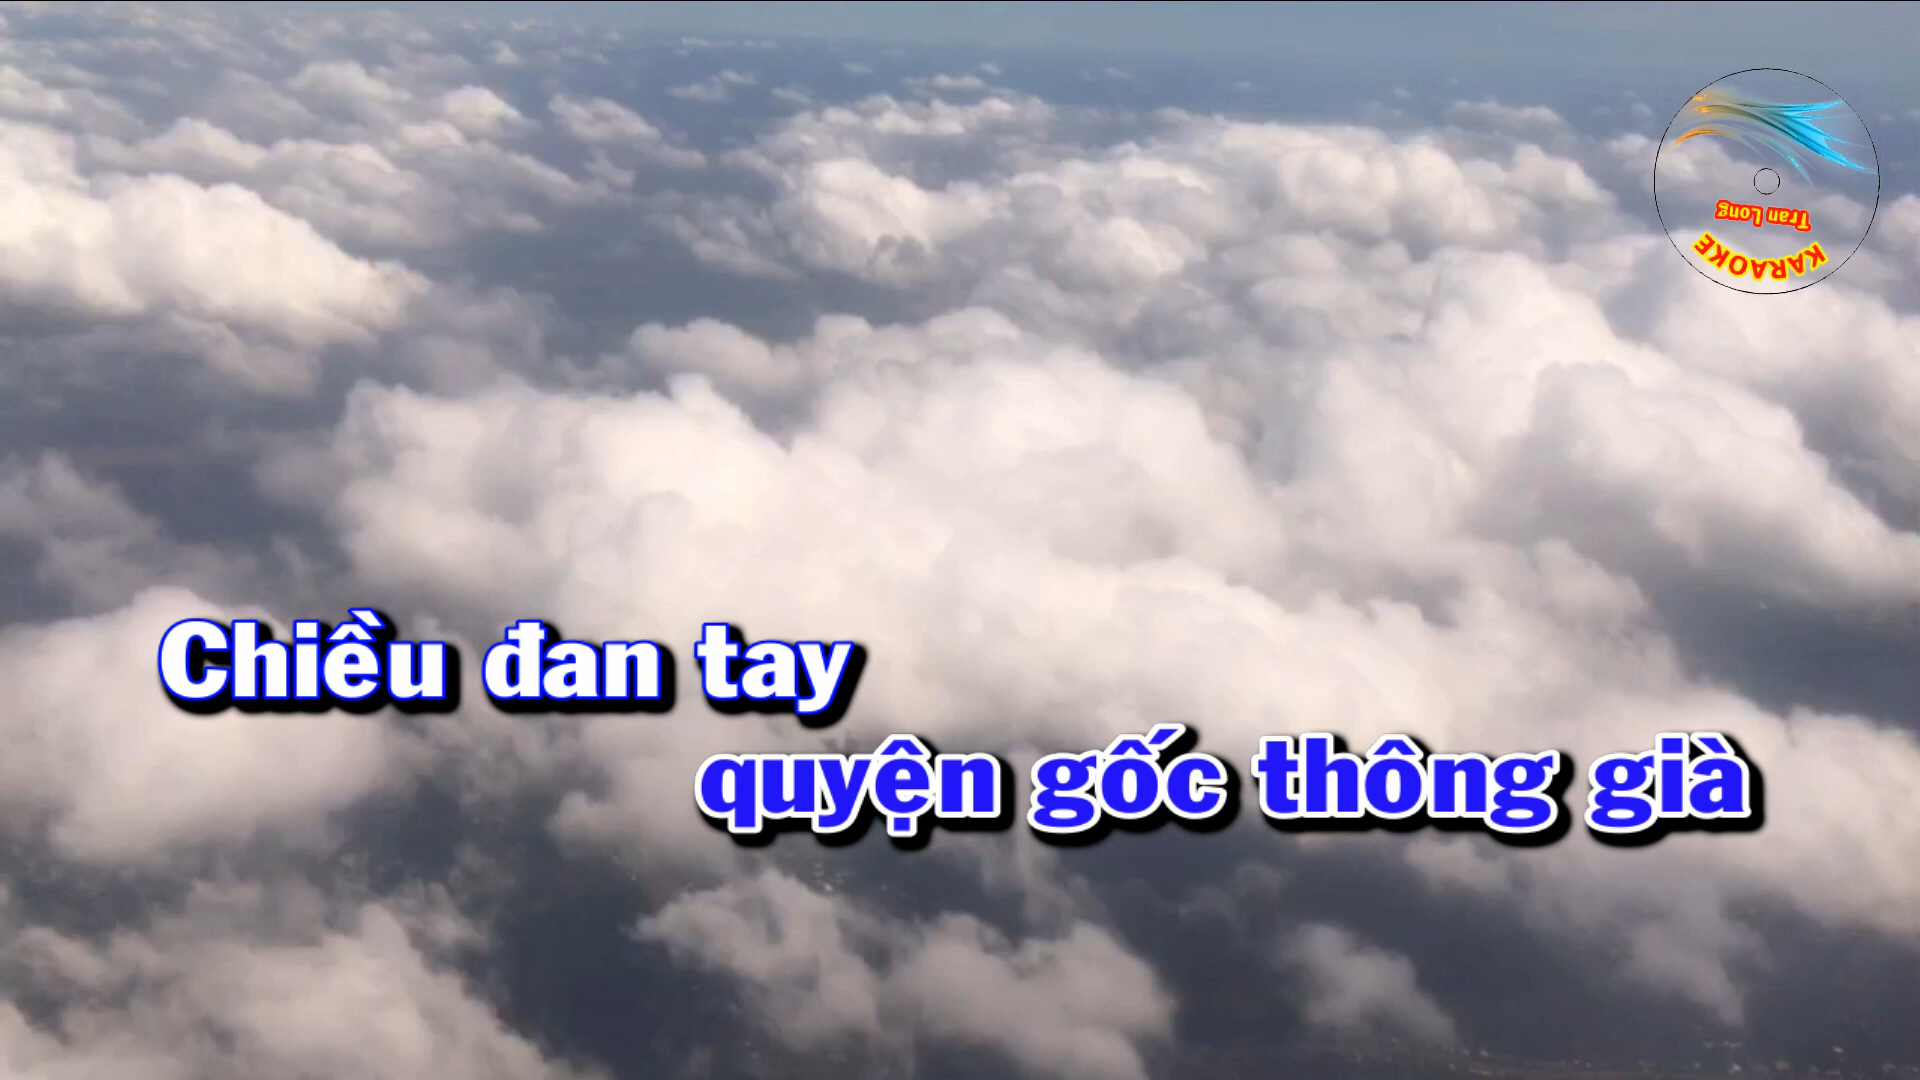 KARAOKE
Tran Long
Chiều đan tay
quyện gốc thông già